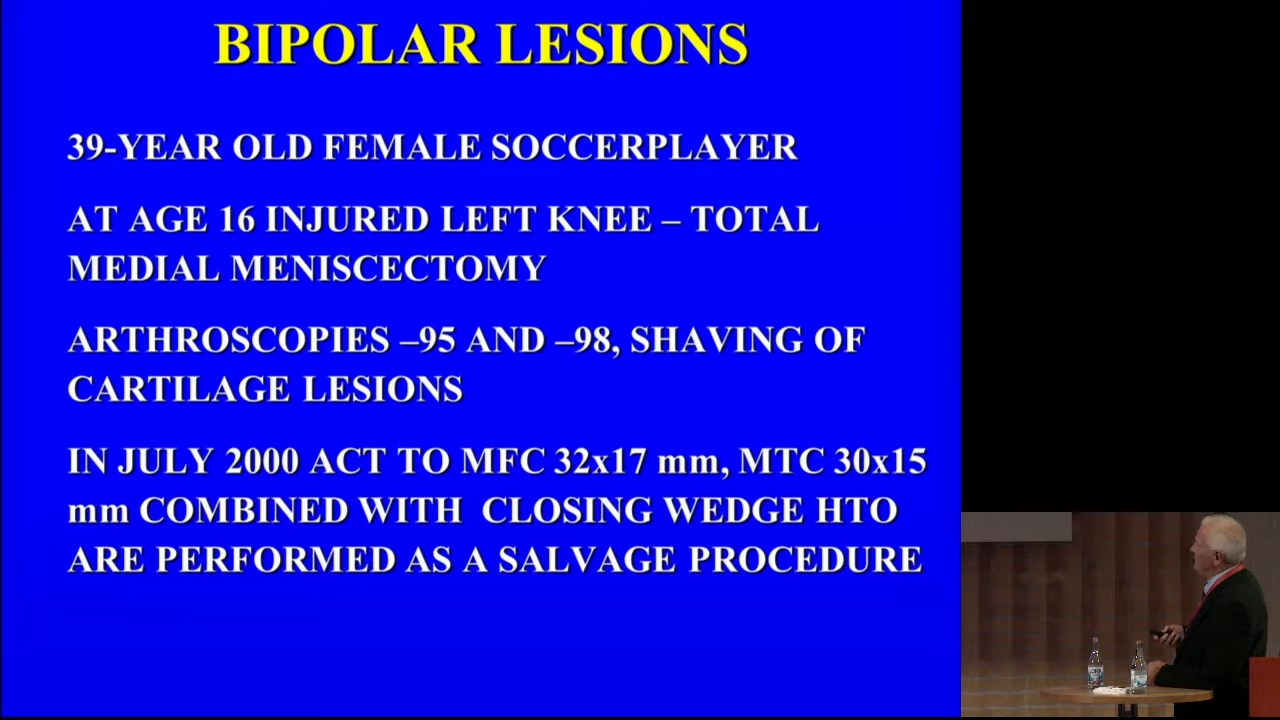 BIPOLAR LESIONS
39-YEAR OLD FEMALE SOCCERPLAYER
AT AGE 16 INJURED LEFT KNEE – TOTAL
MEDIAL MENISCECTOMY
ARTHROSCOPIES –95 AND –98, SHAVING OF
CARTILAGE LESIONS
IN JULY 2000 ACT TO MFC 32x17 mm, MTC 30x15
mm COMBINED WITH CLOSING WEDGE HTO
ARE PERFORMED AS A SALVAGE PROCEDURE